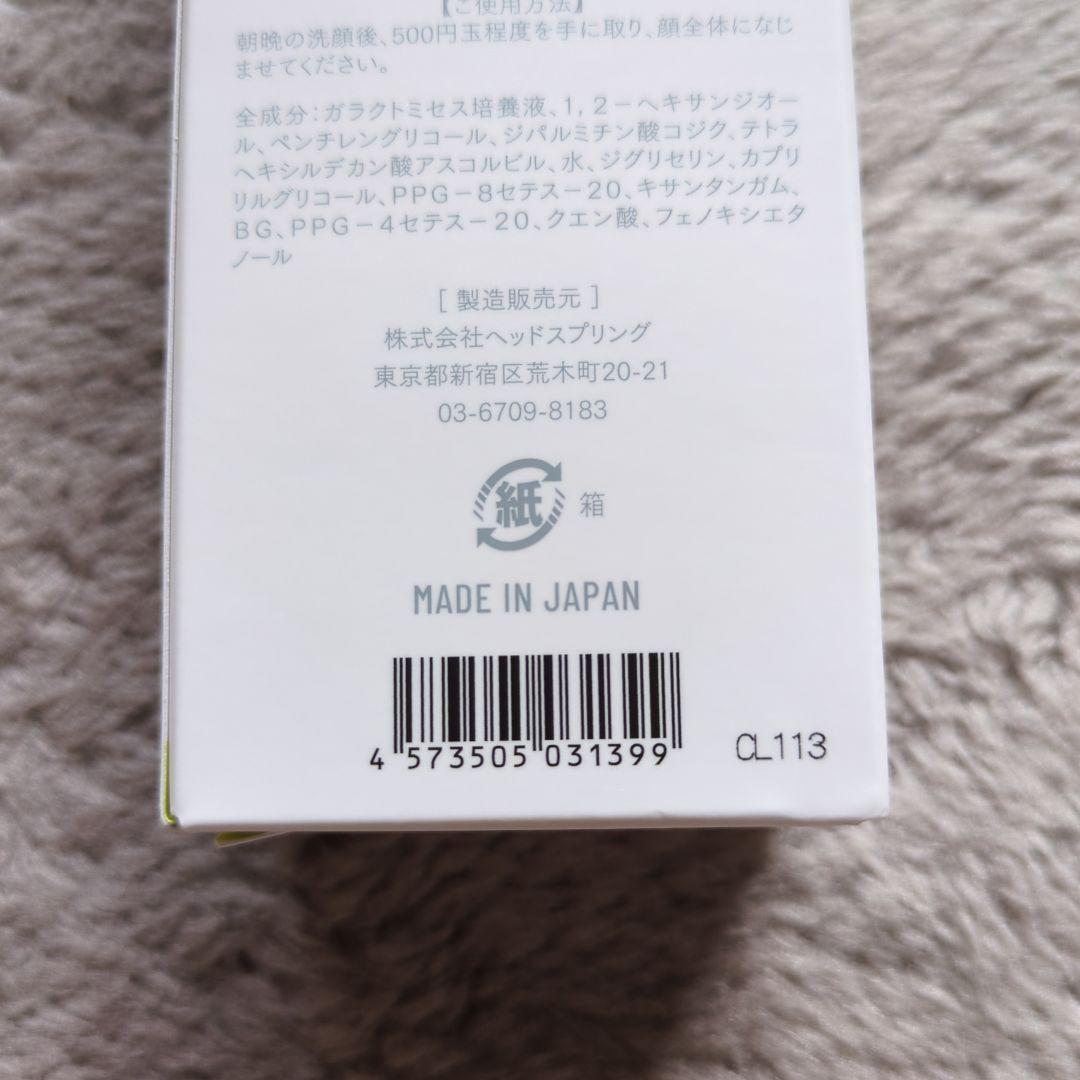 【ご使用方法】
朝晩の洗顔後、500円玉程度を手に取り、顔全体になじ
ませてください。
全成分：ガラクトミセス培養液、1，2－ヘキサンジオー
ル、ペンチレングリコール、ジパルミチン酸コジク、テトラ
ヘキシルデカン酸アスコルビル、水、ジグリセリン、カプリ
リルグリコール、PPG－8セテス－20、キサンタンガム、
BG、PPG－4セテス－20、クエン酸、フェノキシエタ
ノール
[ 製造販売元 ]
株式会社ヘッドスプリング
東京都新宿区荒木町20-21
03-6709-8183
紙 箱
MADE IN JAPAN
4 573505 031399
CL113